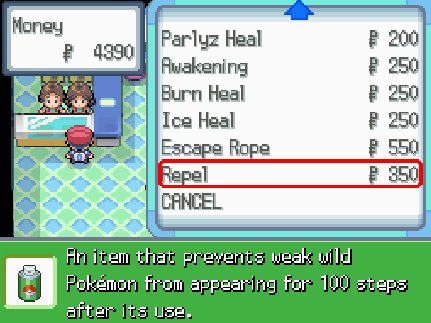 Money
₽ 4390
Parlyz Heal ₽ 200
Awakening ₽ 250
Burn Heal ₽ 250
Ice Heal ₽ 250
Escape Rope ₽ 550
Repel ₽ 350
CANCEL
An item that prevents weak wild
Pokémon from appearing for 100 steps
after its use.